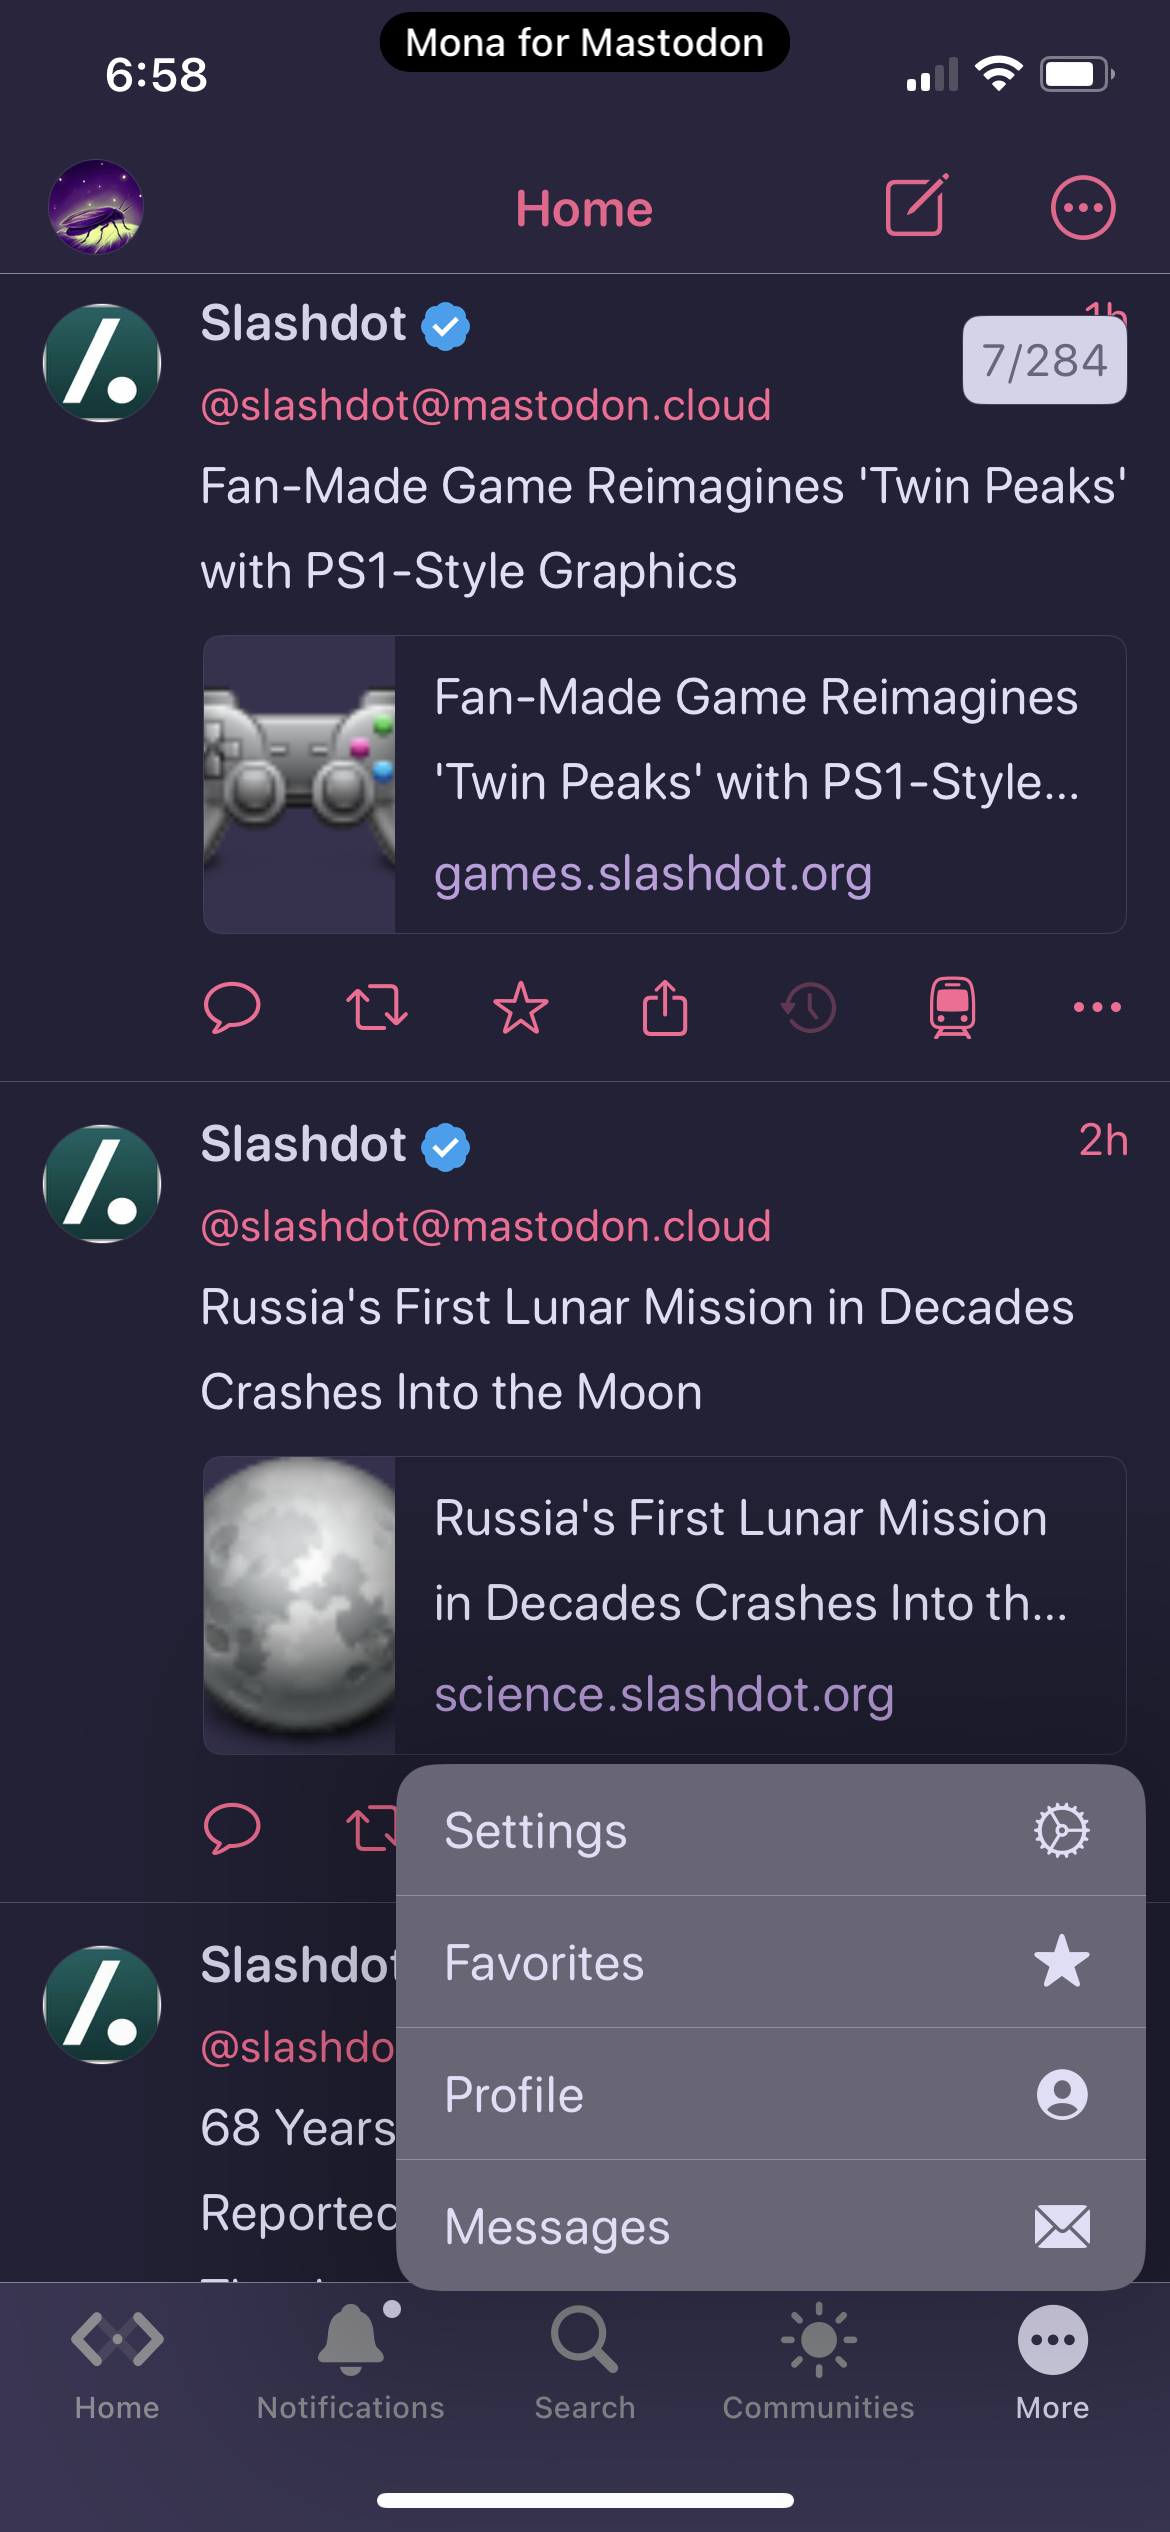 Mona for Mastodon
6:58
Home
Slashdot
7/284
@slashdot@mastodon.cloud
Fan-Made Game Reimagines 'Twin Peaks'
with PS1-Style Graphics
Fan-Made Game Reimagines
'Twin Peaks' with PS1-Style...
games.slashdot.org
Slashdot
2h
@slashdot@mastodon.cloud
Russia's First Lunar Mission in Decades
Crashes Into the Moon
Russia's First Lunar Mission
in Decades Crashes Into th...
science.slashdot.org
Settings
Favorites
Profile
Messages
Slashdot
@slashdo
68 Years
Reported
Home
Notifications
Search
Communities
More